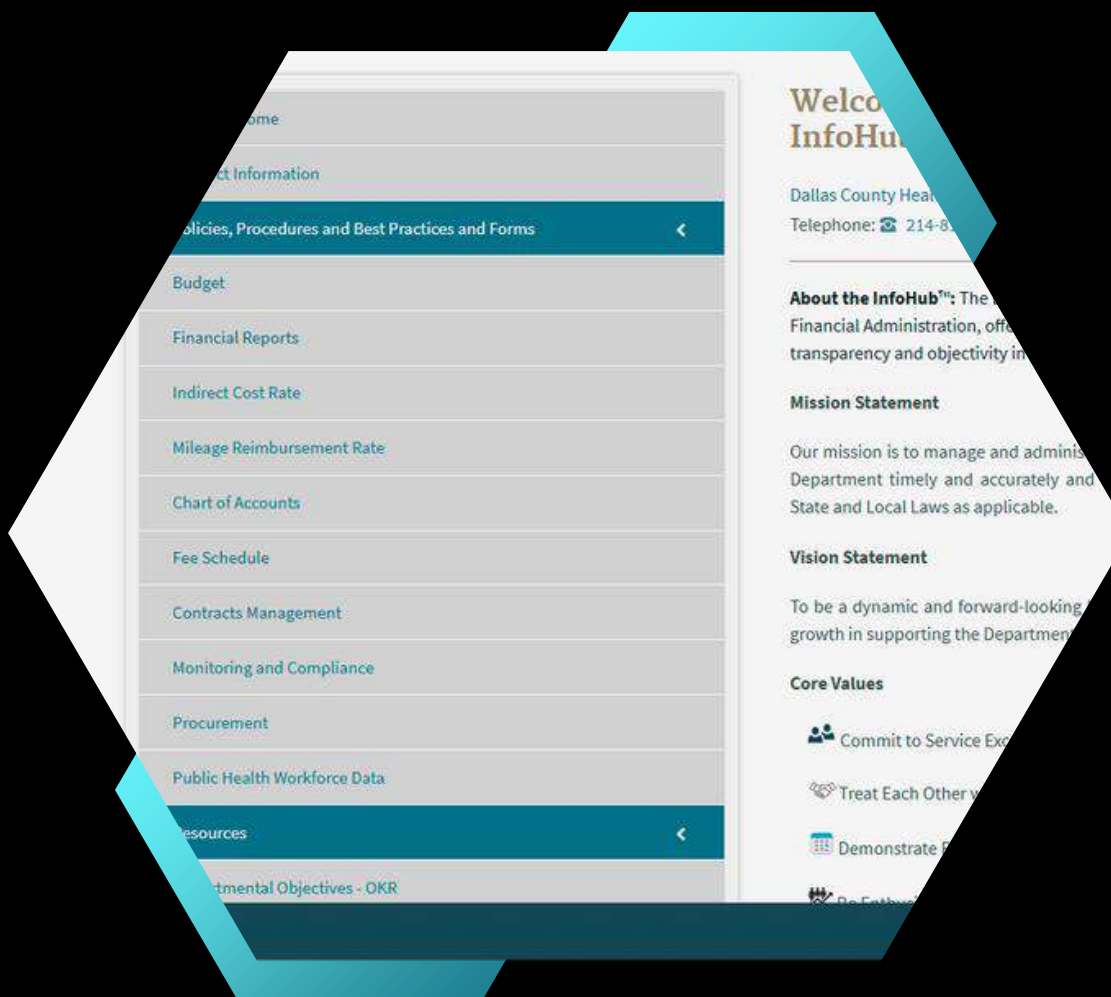 ome
ct Information
olicies, Procedures and Best Practices and Forms
Budget
Financial Reports
Indirect Cost Rate
Mileage Reimbursement Rate
Chart of Accounts
Fee Schedule
Contracts Management
Monitoring and Compliance
Procurement
Public Health Workforce Data
esources
tmental Objectives - OKR
Welco
InfoHu
Dallas County Hea
Telephone: ☎ 214-8
About the InfoHub™: The
Financial Administration, offe
transparency and objectivity in
Mission Statement
Our mission is to manage and adminis
Department timely and accurately and
State and Local Laws as applicable.
Vision Statement
To be a dynamic and forward-looking
growth in supporting the Departmen
Core Values
Commit to Service Exc
Treat Each Other w
Demonstrate